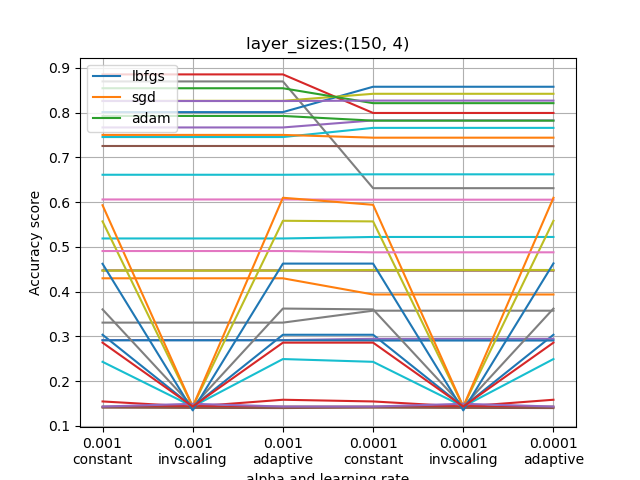 layer_sizes:(150, 4)
0.9
0.8
0.7
0.6
0.5
0.4
0.3
0.2
0.1
Accuracy score
lbfgs
sgd
adam
0.001 0.001 0.001 0.0001 0.0001 0.0001
constant invscaling adaptive constant invscaling adaptive
alpha and learning rate